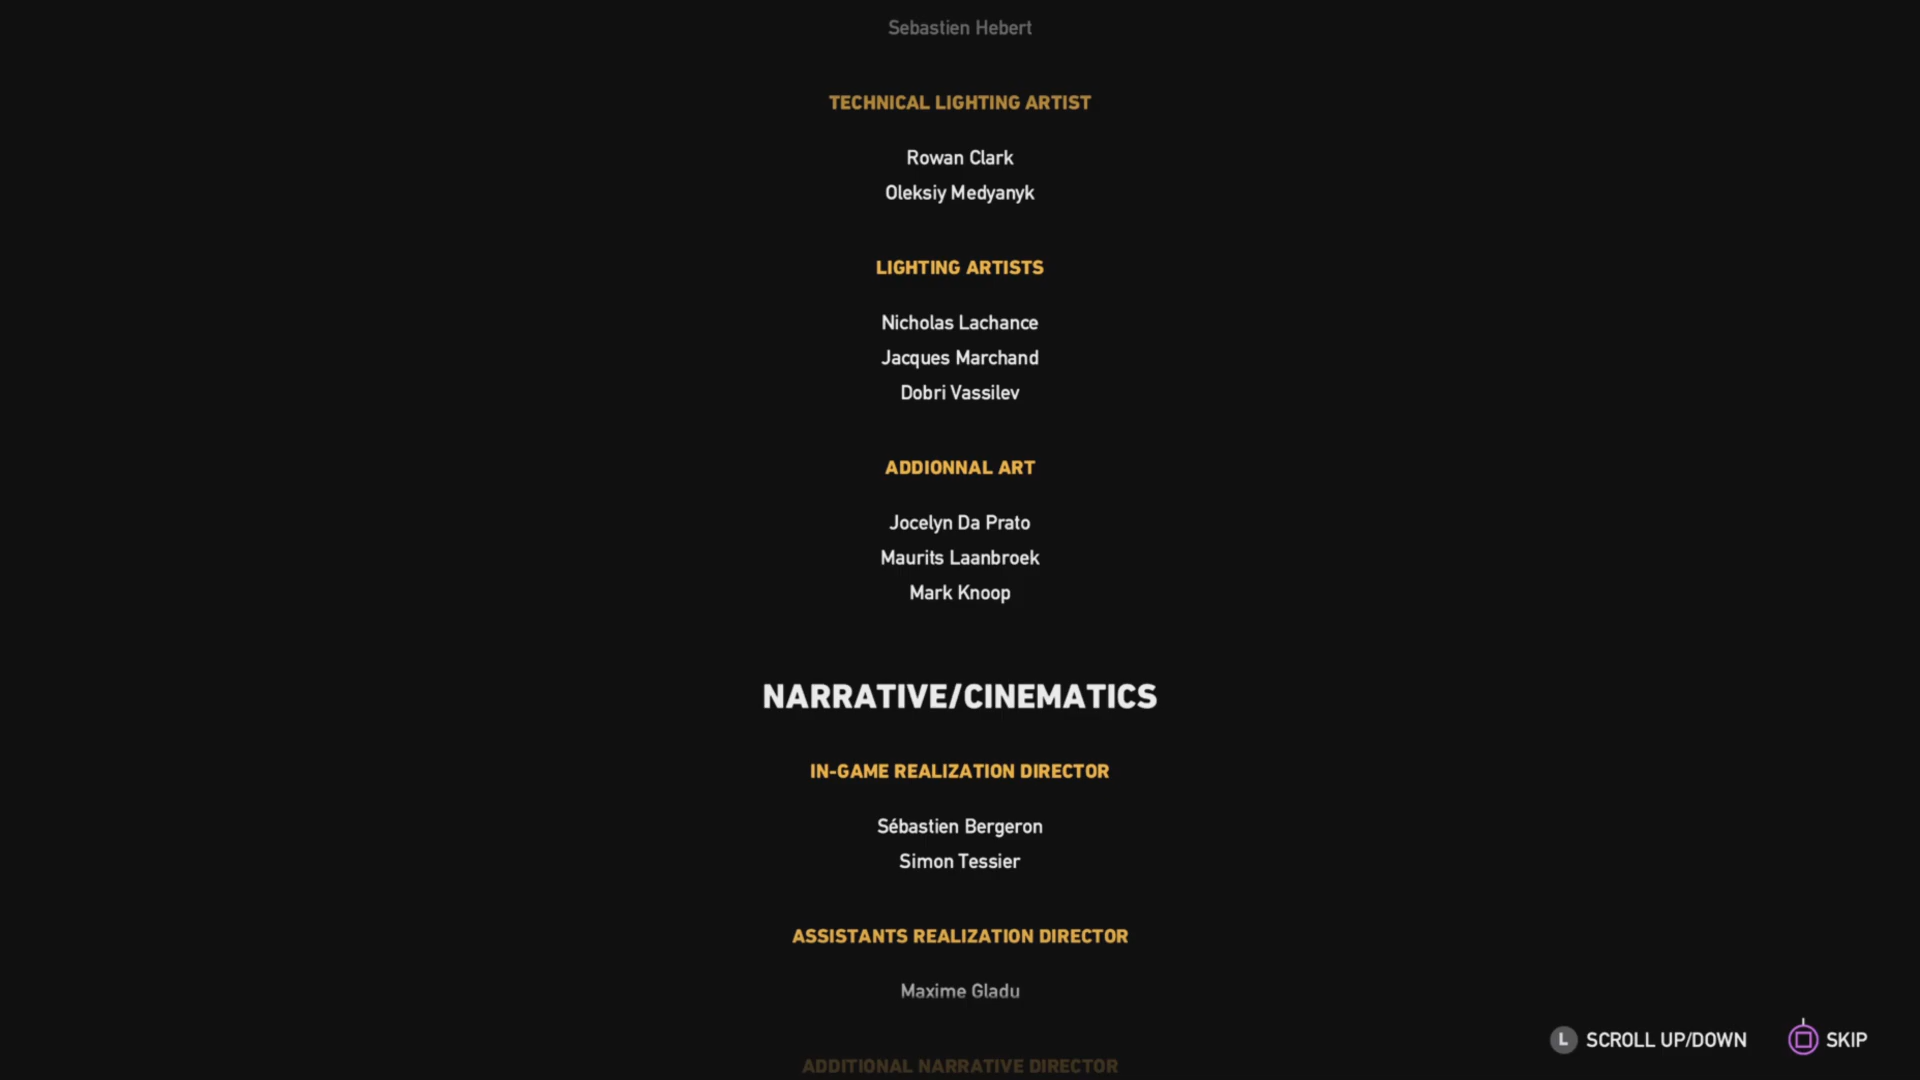 Sebastien Hebert
TECHNICAL LIGHTING ARTIST
Rowan Clark
Oleksiy Medyanyk
LIGHTING ARTISTS
Nicholas Lachance
Jacques Marchand
Dobri Vassilev
ADDIONNAL ART
Jocelyn Da Prato
Maurits Laanbroek
Mark Knoop
NARRATIVE/CINEMATICS
IN-GAME REALIZATION DIRECTOR
Sébastien Bergeron
Simon Tessier
ASSISTANTS REALIZATION DIRECTOR
Maxime Gladu
L SCROLL UP/DOWN SKIP
ADDITIONAL NARRATIVE DIRECTOR